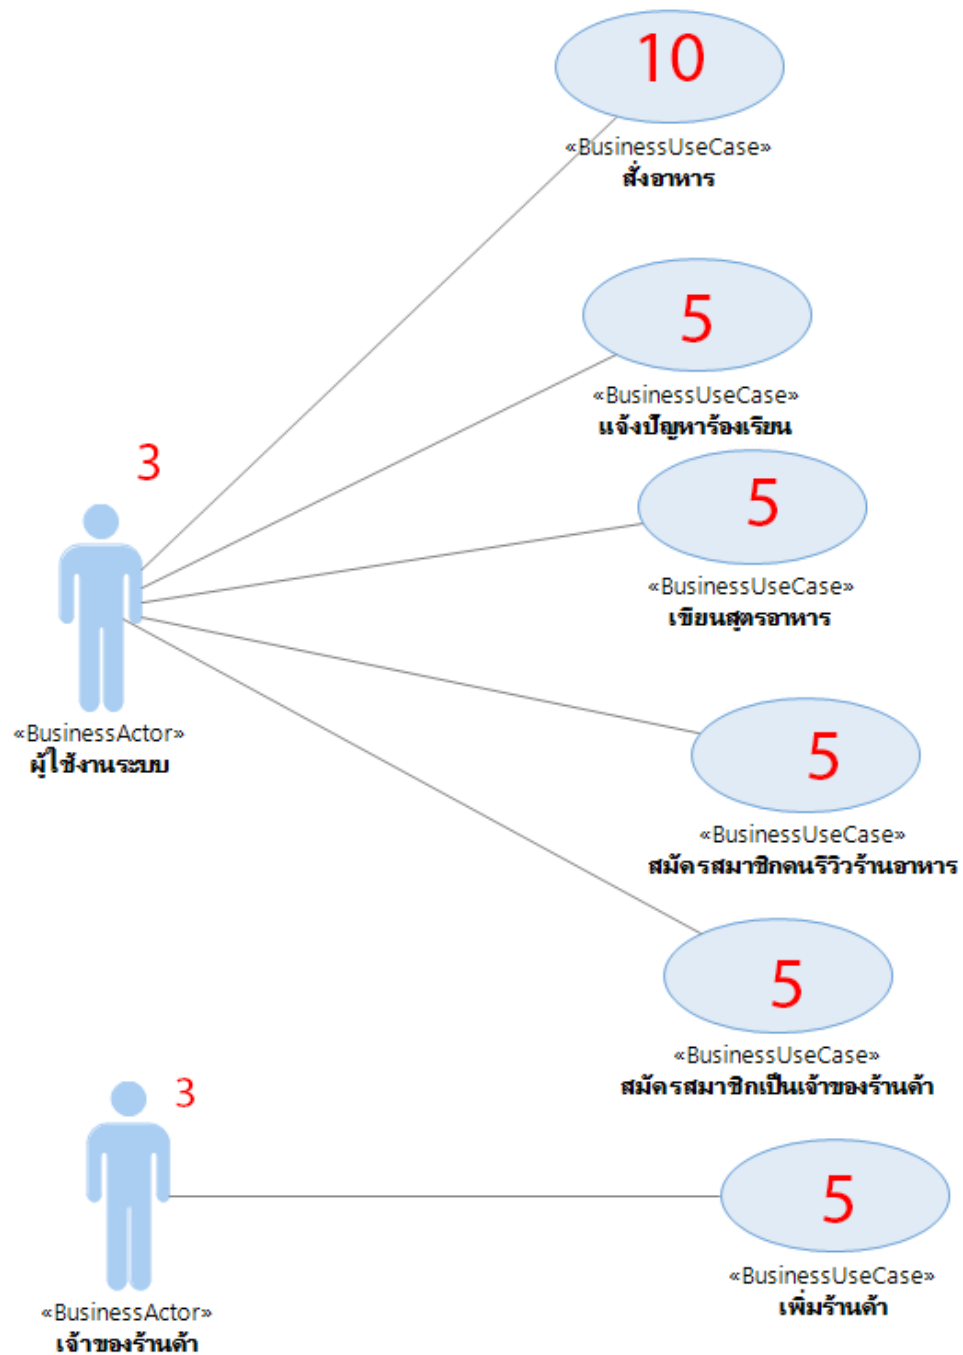 10
«BusinessUseCase»
สั่งอาหาร
5
«BusinessUseCase»
แจ้งปัญหาร้องเรียน
3
5
«BusinessUseCase»
เขียนสูตรอาหาร
«BusinessActor»
ผู้ใช้งานระบบ
5
«BusinessUseCase»
สมัครสมาชิกคนรีวิวร้านอาหาร
5
«BusinessUseCase»
สมัครสมาชิกเป็นเจ้าของร้านค้า
3
5
«BusinessUseCase»
เพิ่มร้านค้า
«BusinessActor»
เจ้าของร้านค้า